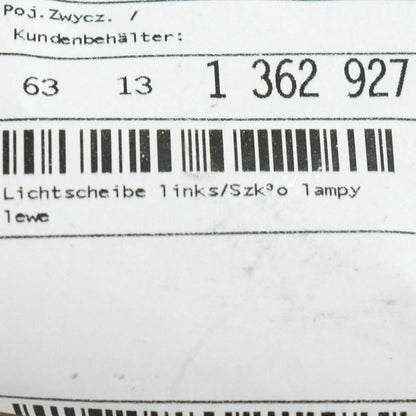 Poj.Zwycz. /
Kundenbehälter:
63 13 1 362 927
Lichtscheibe links/Szk³o lampy
lewe